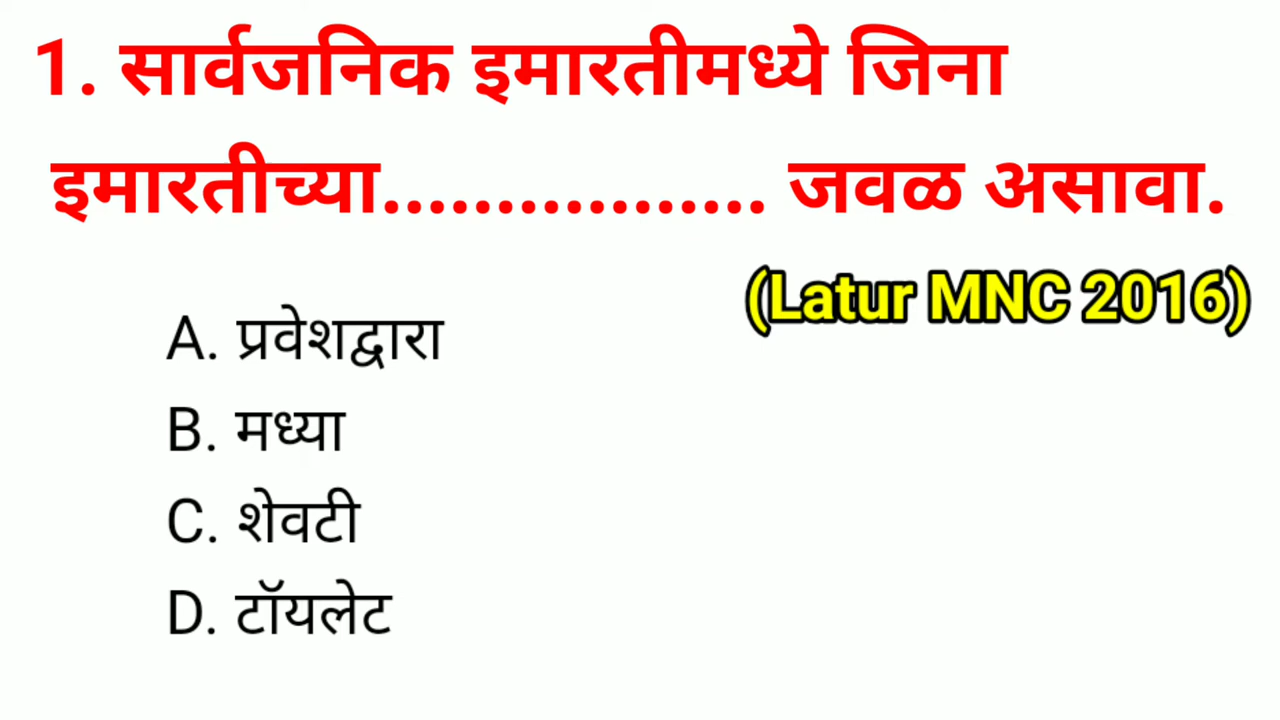 1. सार्वजनिक इमारतीमध्ये जिना
इमारतीच्या................. जवळ असावा.
(Latur MNC 2016)
A. प्रवेशद्वारा
B. मध्या
C. शेवटी
D. टॉयलेट